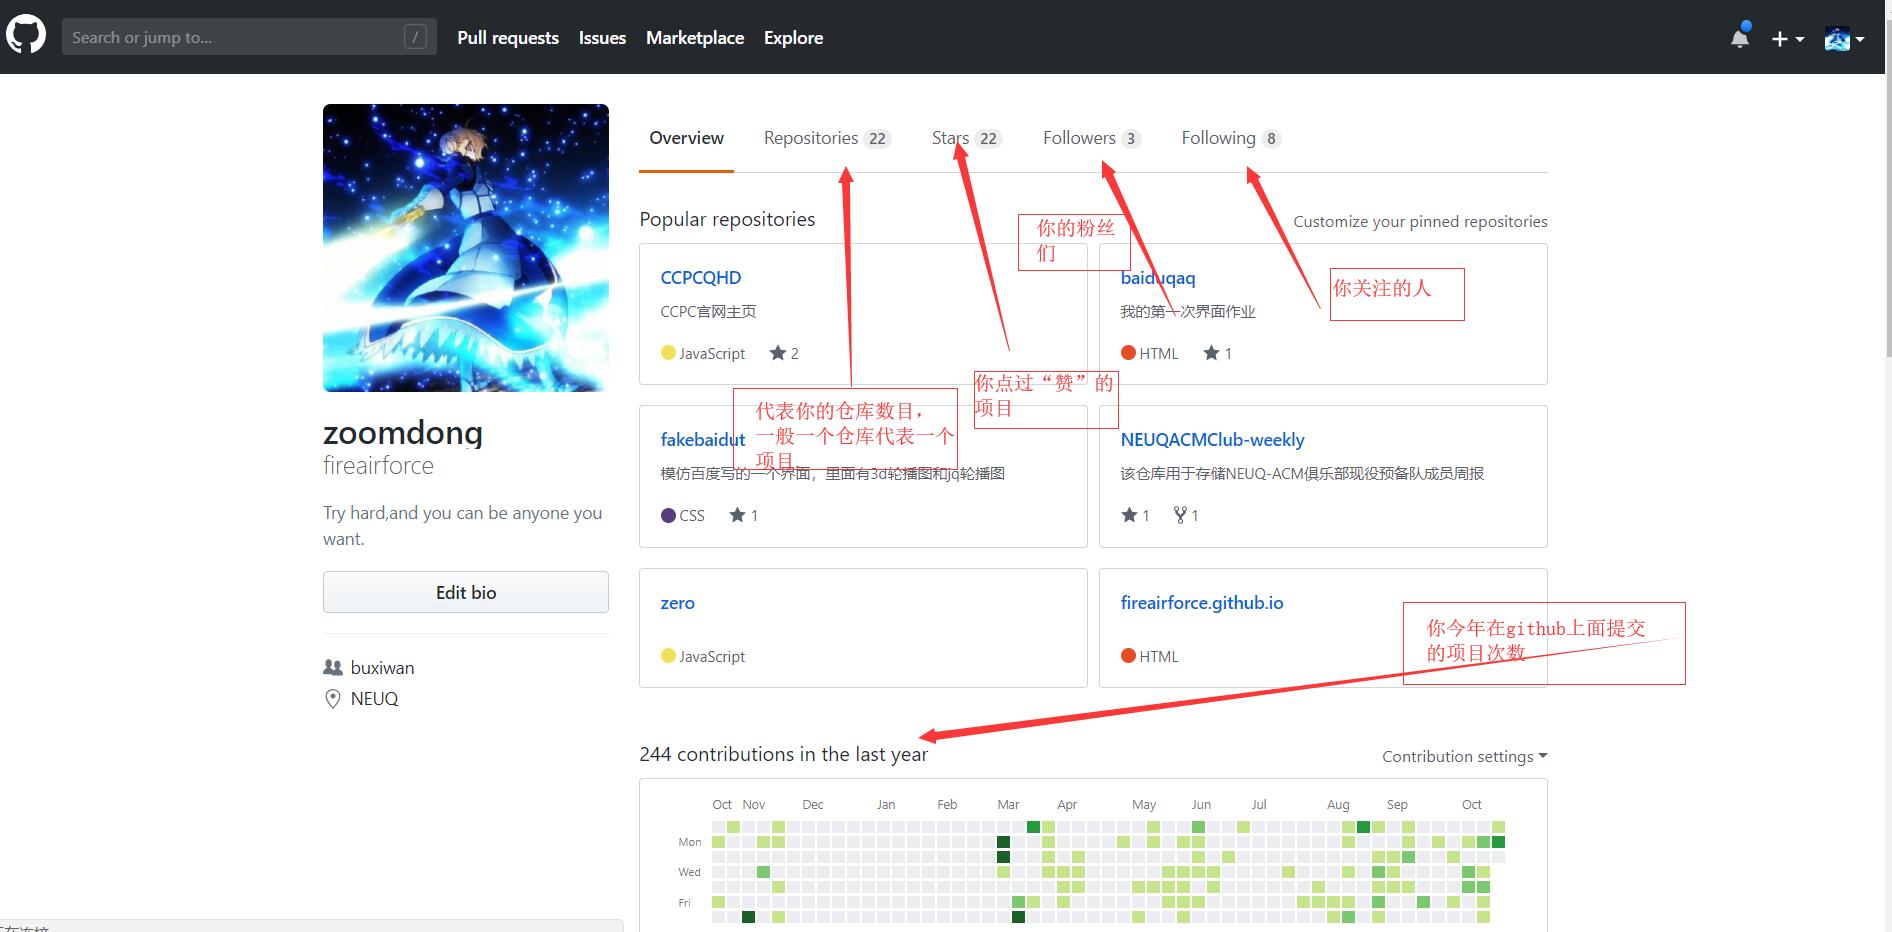 Search or jump to...
/
Pull requests
Issues
Marketplace
Explore
Overview
Repositories 22
Stars 22
Followers 3
Following 8
Popular repositories
Customize your pinned repositories
你的粉丝
们
你关注的人
CCPCQHD
CCPC官网主页
JavaScript
2
baiduqaq
我的第一次界面作业
HTML
1
代表你的仓库数目，
一般一个仓库代表一个
项目
你点过“赞”的
项目
fakebaidut
模仿百度写的一个界面，里面有3d轮播图和jq轮播图
CSS
1
NEUQACMClub-weekly
该仓库用于存储NEUQ-ACM俱乐部现役预备队成员周报
1
1
zero
JavaScript
fireairforce.github.io
HTML
你今年在github上面提交
的项目次数
zoomdong
fireairforce
Try hard,and you can be anyone you
want.
Edit bio
buxiwan
NEUQ
244 contributions in the last year
Contribution settings
Oct Nov Dec Jan Feb Mar Apr May Jun Jul Aug Sep Oct
Mon
Wed
Fri